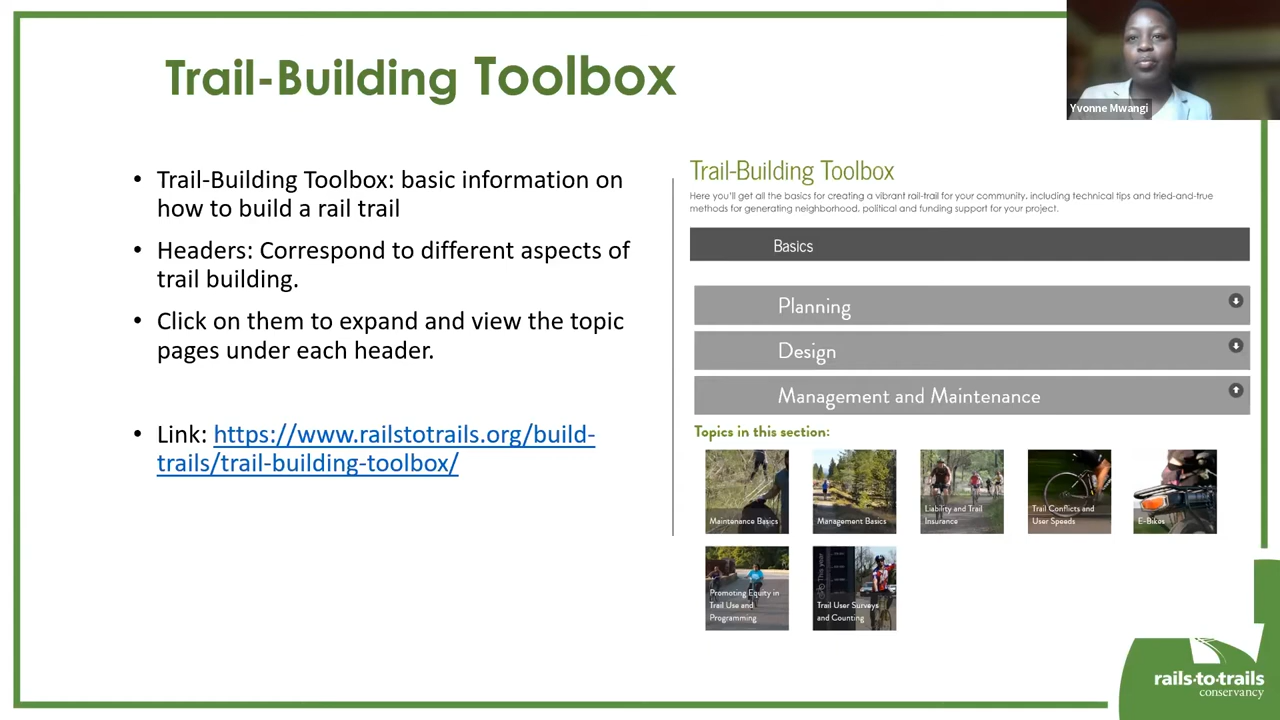 Trail-Building Toolbox
Yvonne Mwangi
• Trail-Building Toolbox: basic information on
how to build a rail trail
• Headers: Correspond to different aspects of
trail building.
• Click on them to expand and view the topic
pages under each header.
• Link: https://www.railstotrails.org/build-
trails/trail-building-toolbox/
Trail-Building Toolbox
Here you'll get all the basics for creating a vibrant rail-trail for your community, including technical tips and tried-and-true
methods for generating neighborhood, political and funding support for your project.
Basics
Planning
Design
Management and Maintenance
Topics in this section:
Maintenance Basics
Management Basics
Liability and Trail
Insurance
Trail Conflicts and
User Speeds
E-Bikes
Promoting Equity in
Trail Use and
Programming
This year
Trail User Surveys
and Counting
rails-to-trails
conservancy